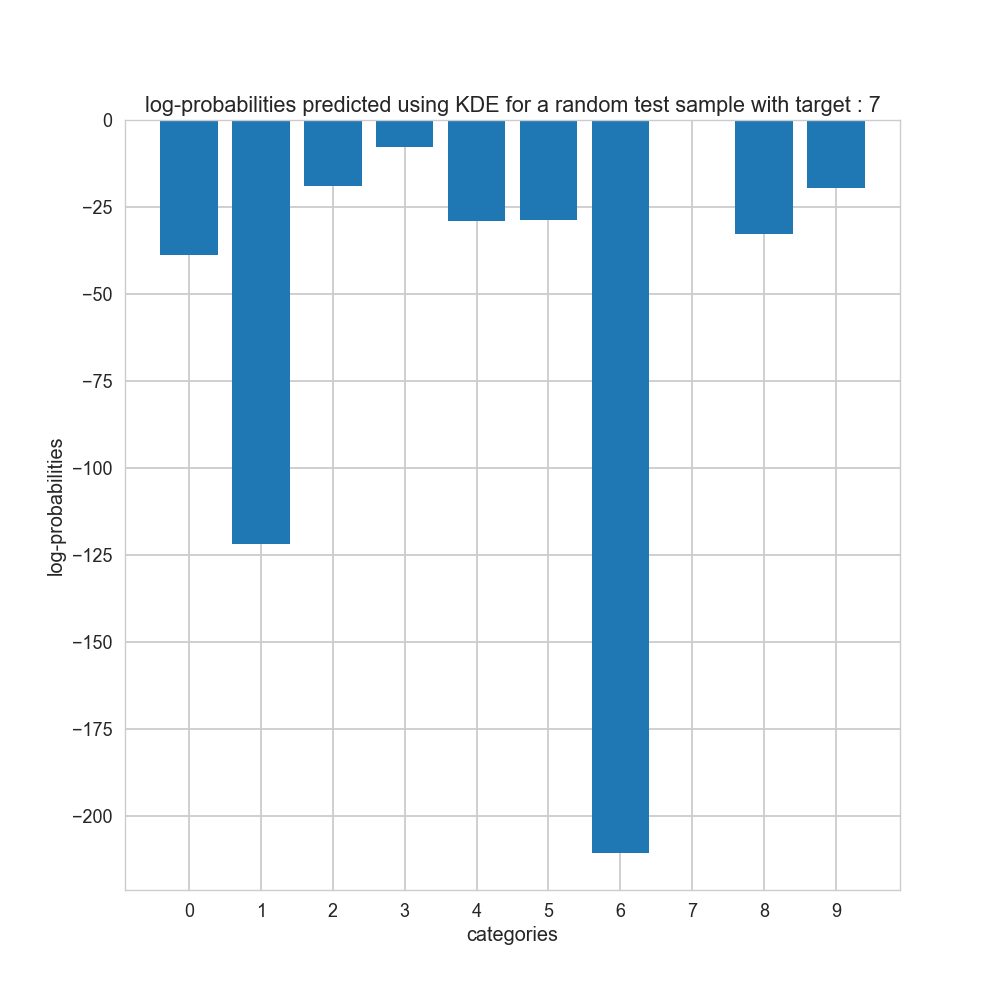 log-probabilities predicted using KDE for a random test sample with target : 7
0
−25
−50
−75
−100
−125
−150
−175
−200
log-probabilities
0 1 2 3 4 5 6 7 8 9
categories